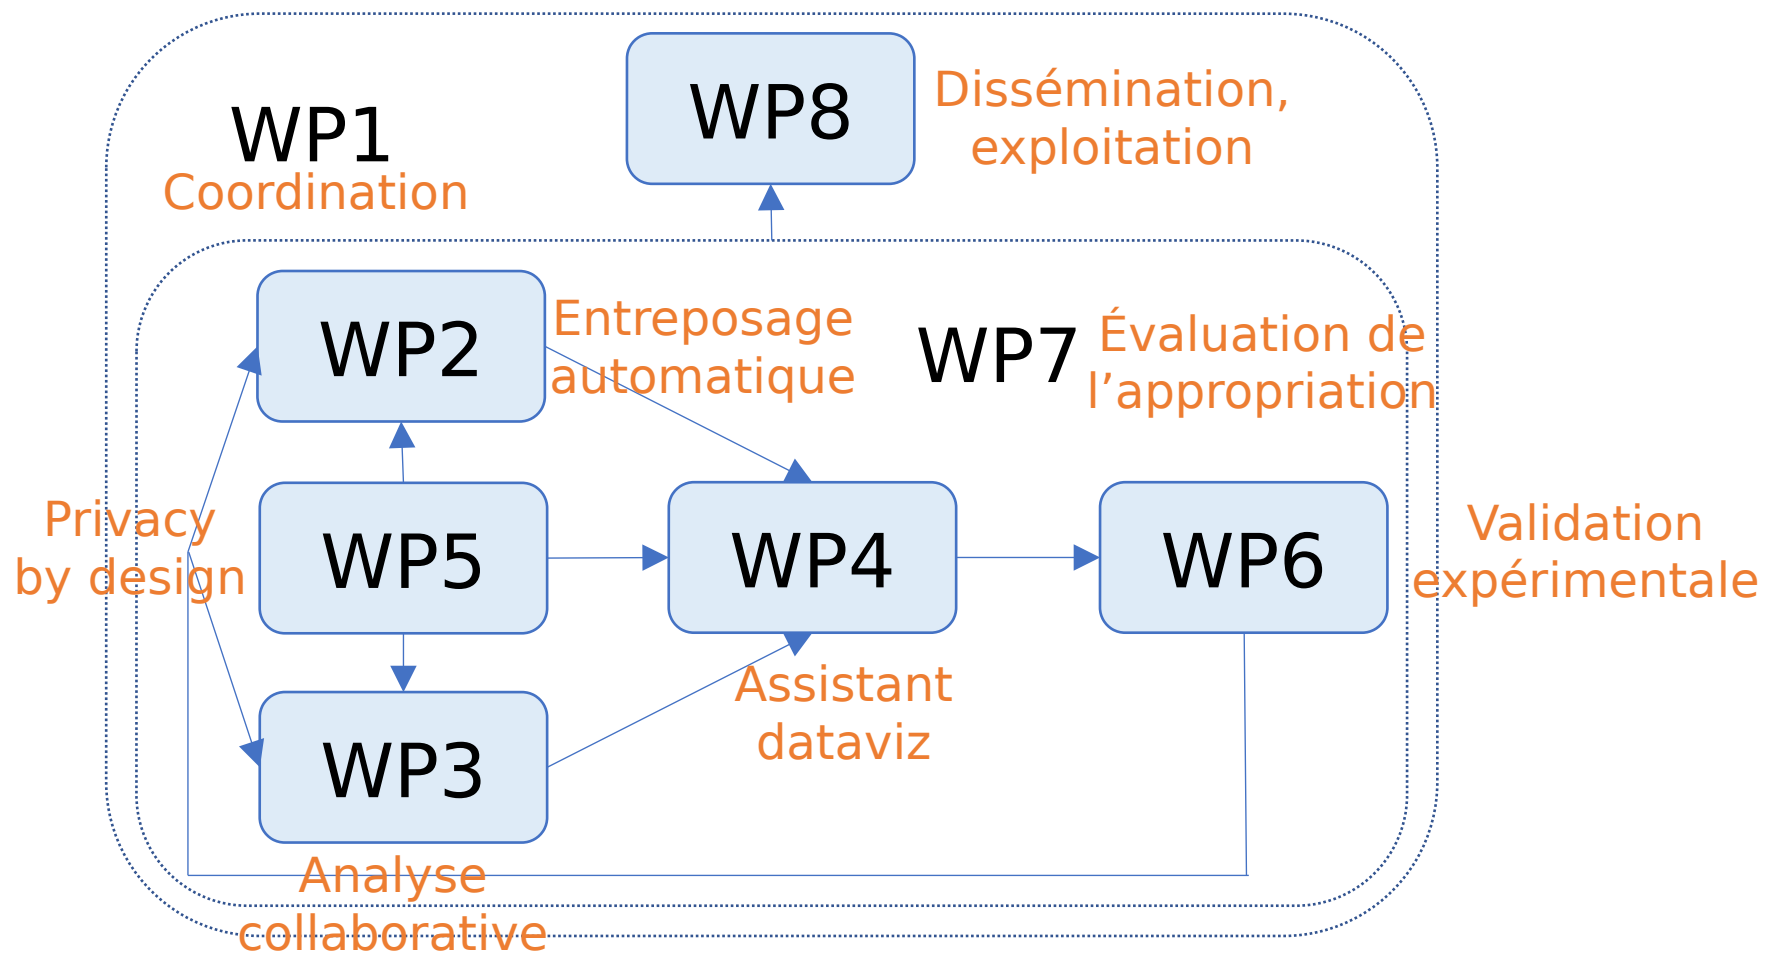 WP8
Dissémination,
exploitation
WP1
Coordination
WP2
Entreposage
automatique
WP7
Évaluation de
l’appropriation
Privacy
by design
WP5
WP4
WP6
Validation
expérimentale
WP3
Assistant
dataviz
Analyse
collaborative